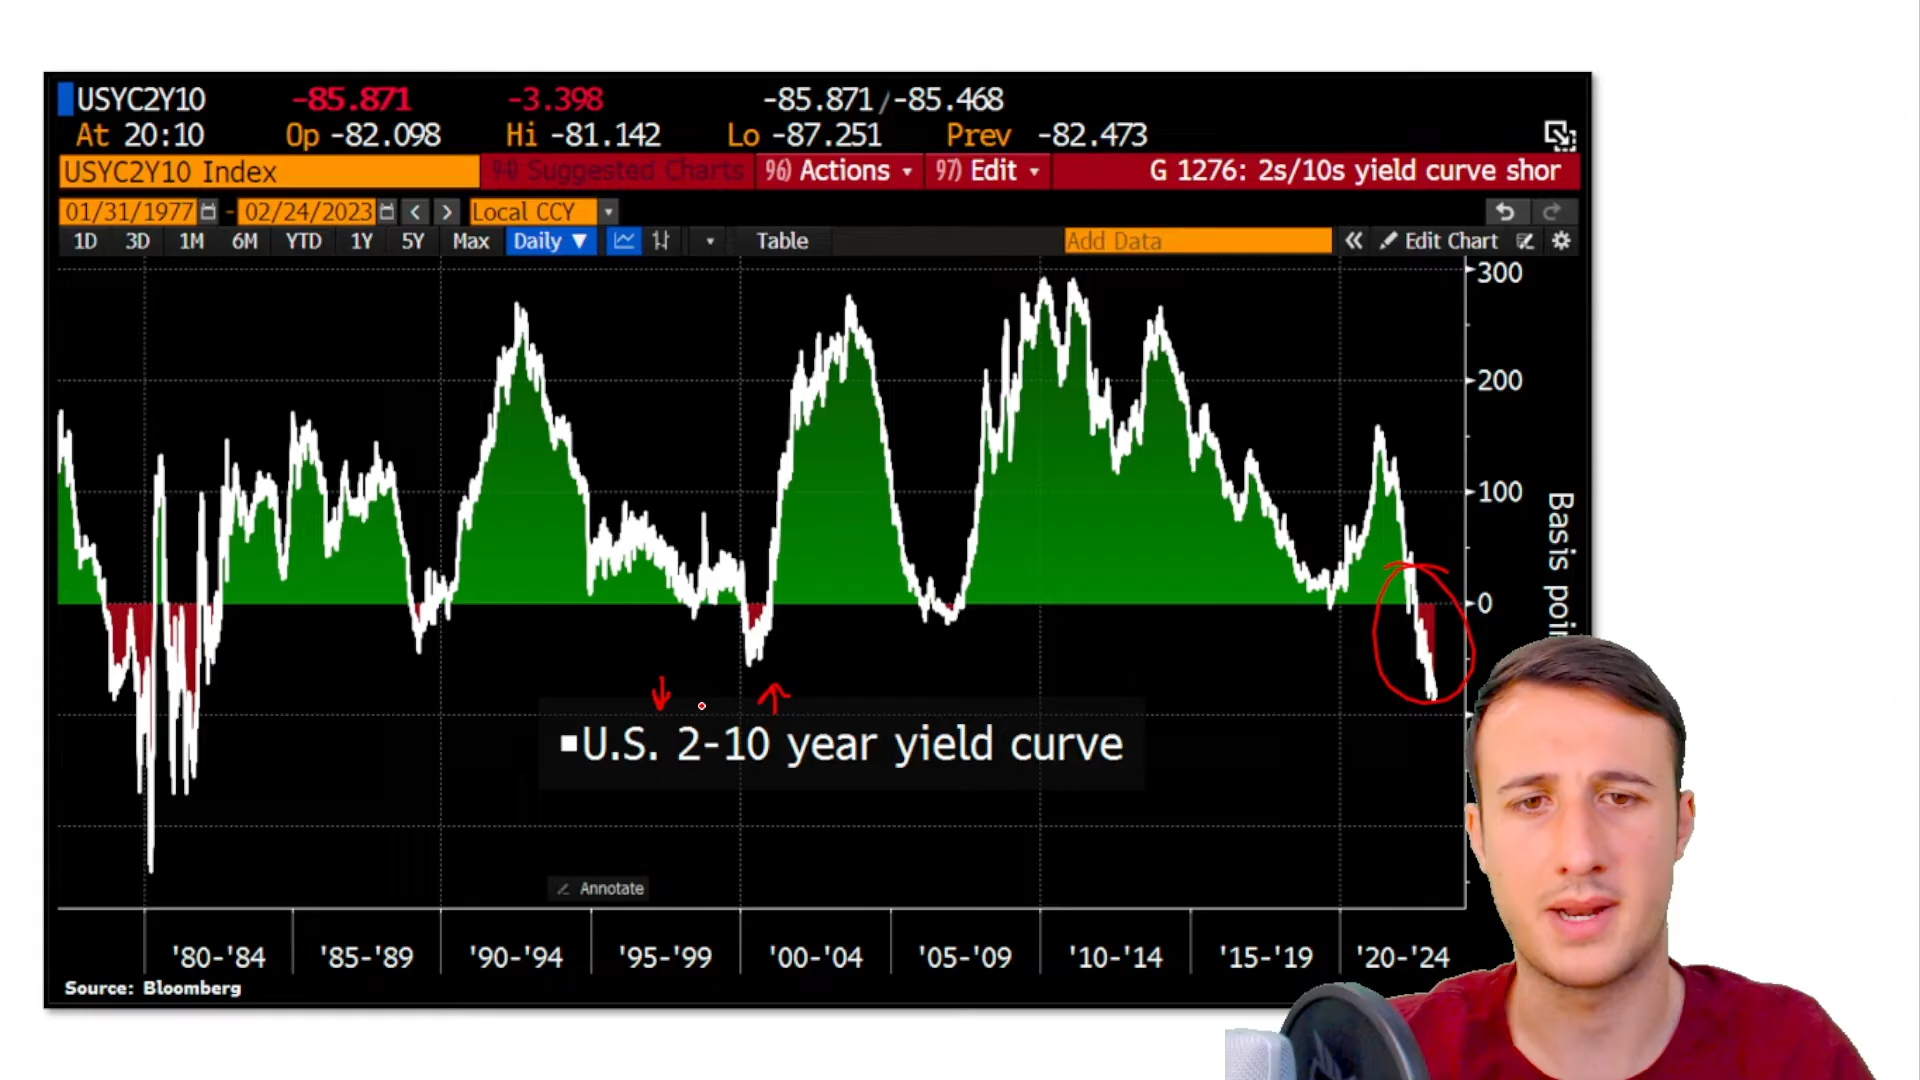 USYC2Y10 -85.871 -3.398 -85.871/-85.468
At 20:10 Op -82.098 Hi -81.142 Lo -87.251 Prev -82.473
USYC2Y10 Index 94) Suggested Charts 96) Actions 97) Edit G 1276: 2s/10s yield curve shor
01/31/1977 - 02/24/2023 Local CCY
1D 3D 1M 6M YTD 1Y 5Y Max Daily Table Add Data Edit Chart
300
200
100
0
Basis poi
U.S. 2-10 year yield curve
Annotate
'80-'84 '85-'89 '90-'94 '95-'99 '00-'04 '05-'09 '10-'14 '15-'19 '20-'24
Source: Bloomberg